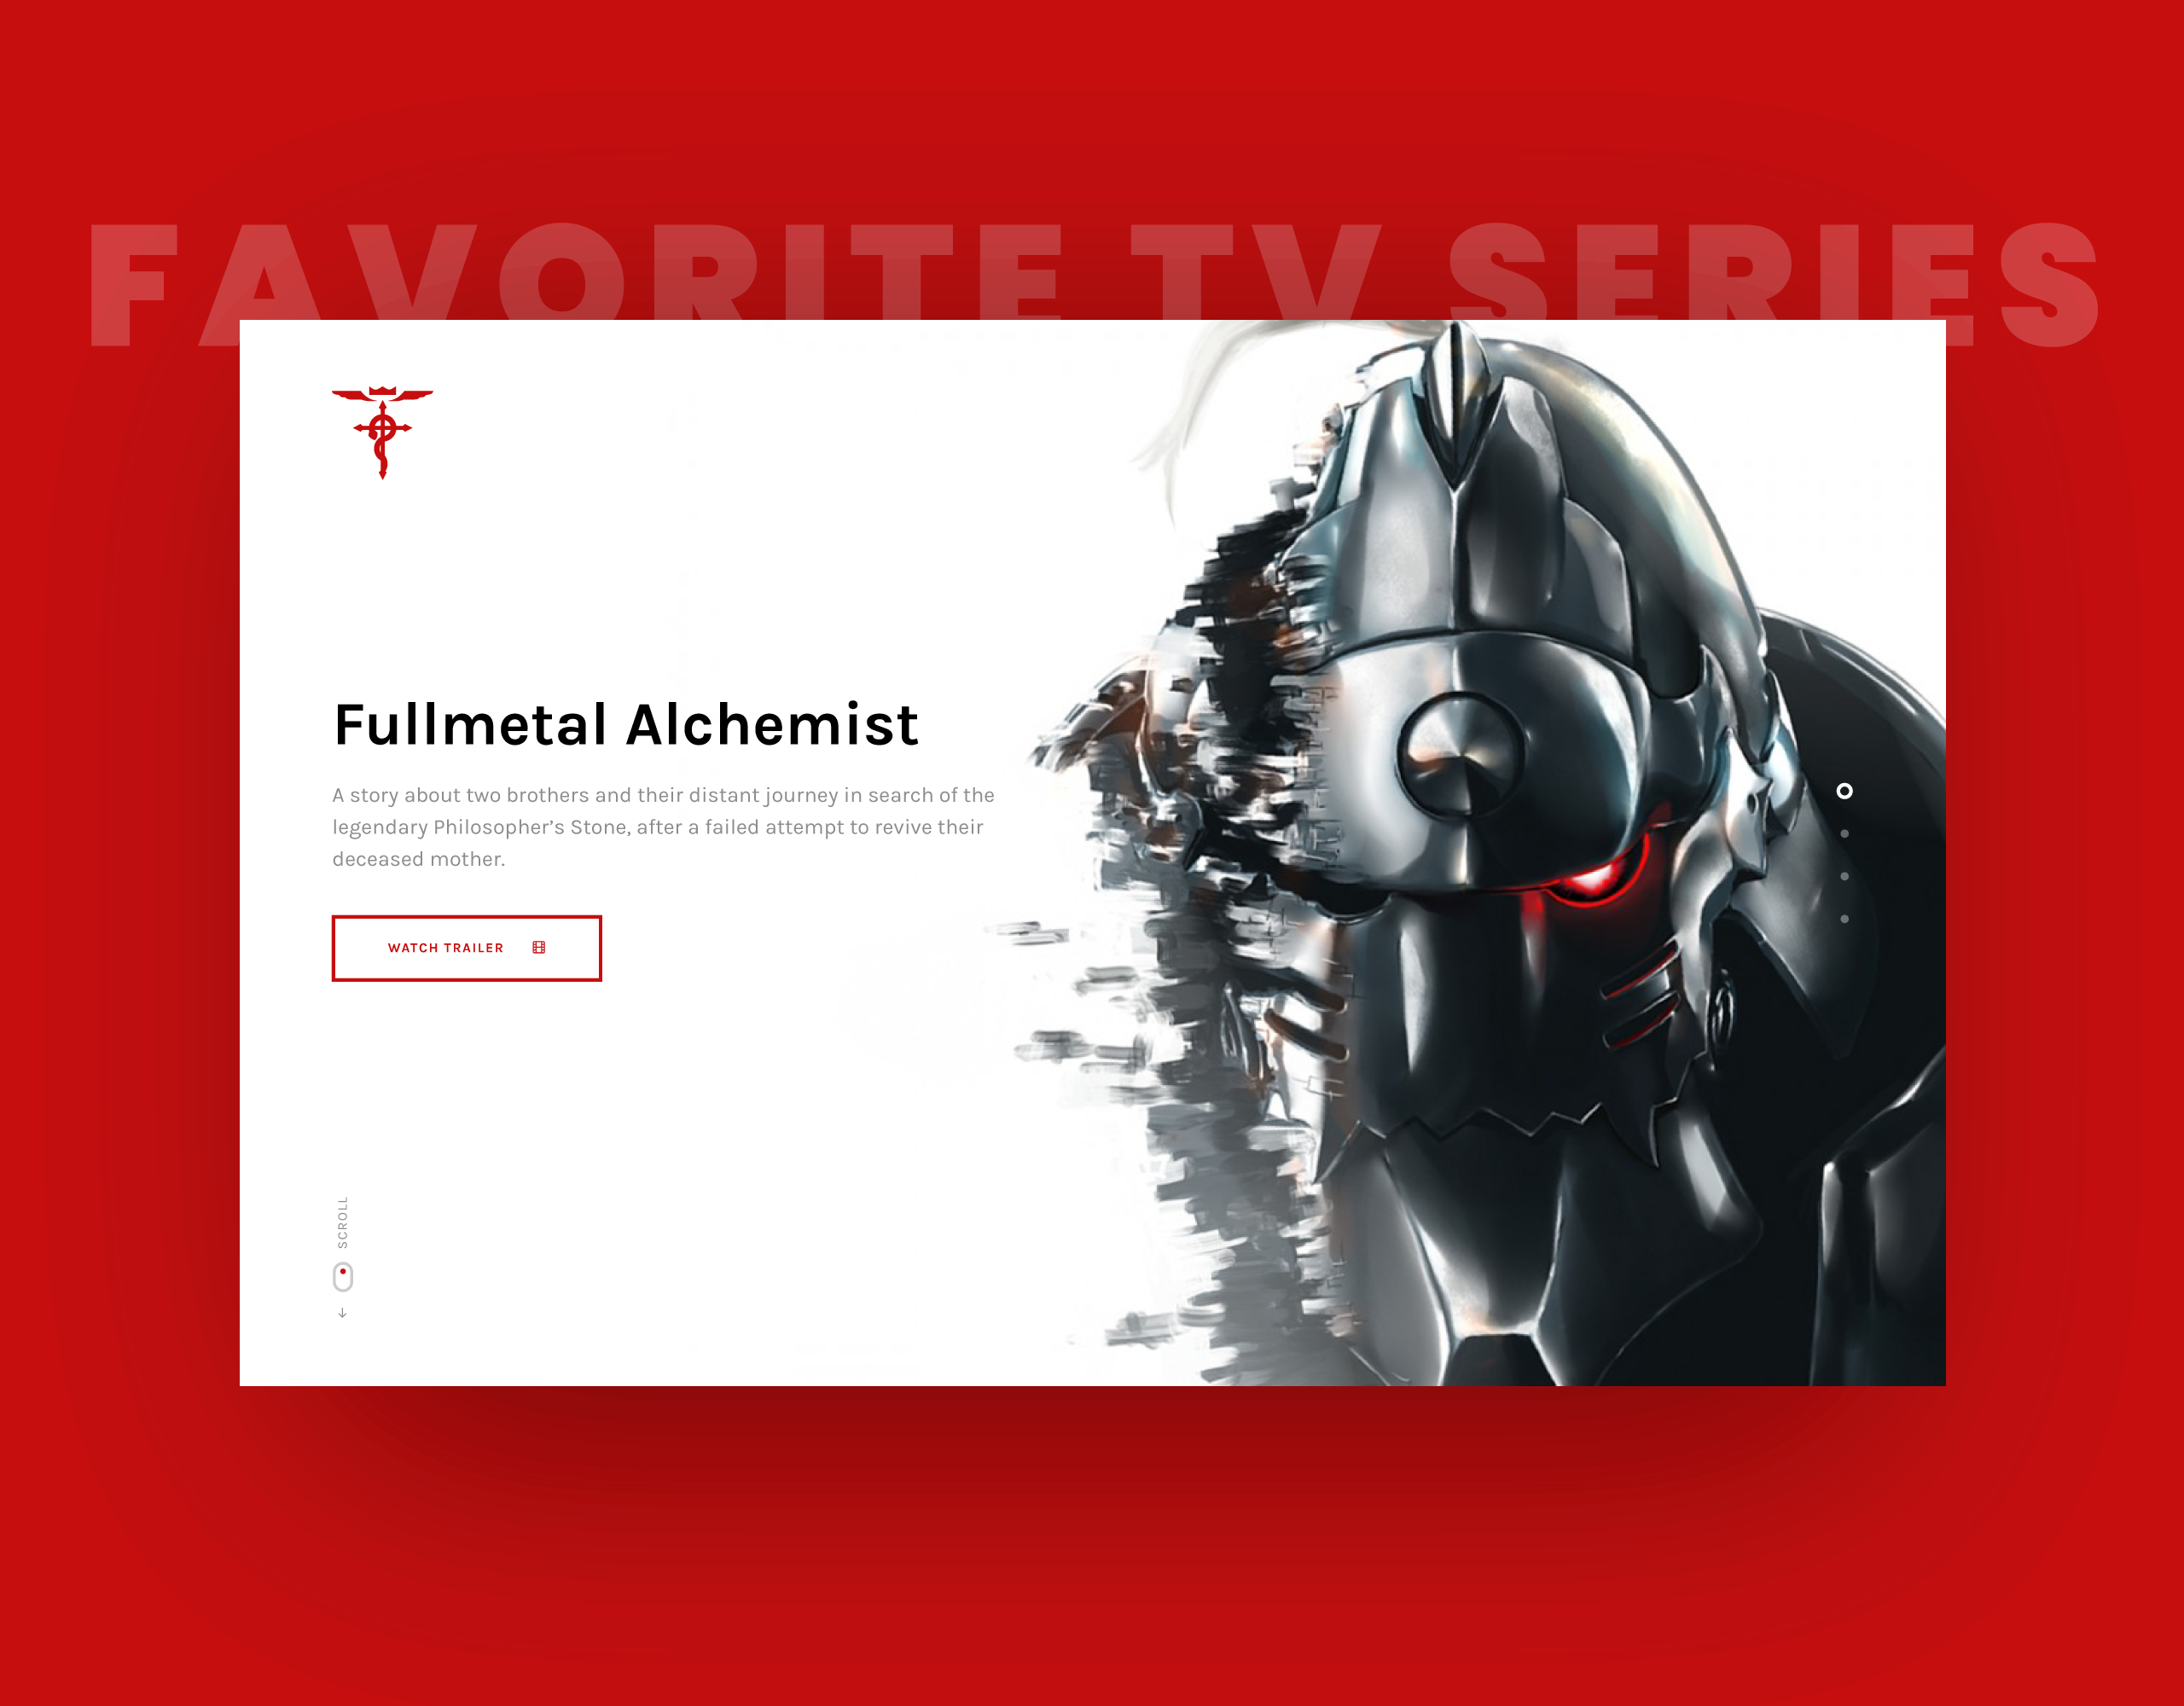 FAVORITE TV SERIES
Fullmetal Alchemist
A story about two brothers and their distant journey in search of the
legendary Philosopher’s Stone, after a failed attempt to revive their
deceased mother.
WATCH TRAILER
SCROLL